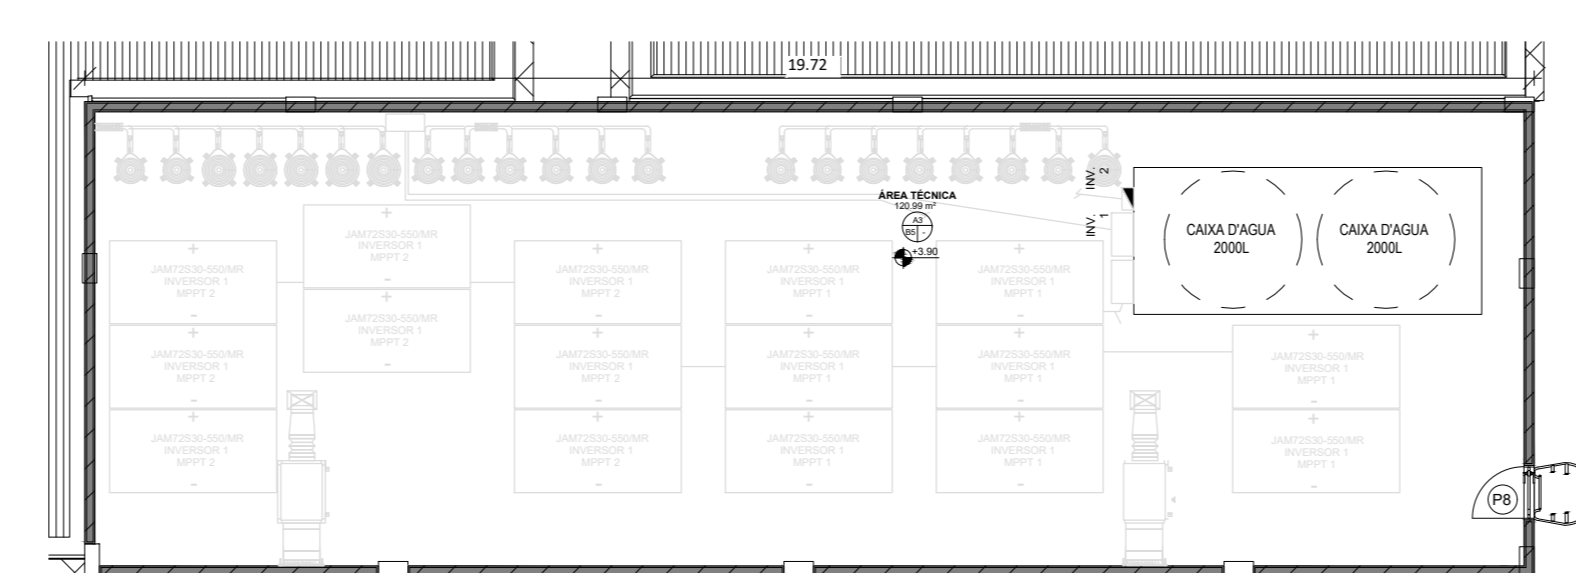 19.72
INV. 2
ÁREA TÉCNICA
120.99 m²
A3
B5 -
+3.90
INV. 1
CAIXA D'AGUA
2000L
CAIXA D'AGUA
2000L
+
JAM72S30-550/MR
INVERSOR 1
MPPT 2
-
+
JAM72S30-550/MR
INVERSOR 1
MPPT 2
-
+
JAM72S30-550/MR
INVERSOR 1
MPPT 2
-
+
JAM72S30-550/MR
INVERSOR 1
MPPT 2
-
+
JAM72S30-550/MR
INVERSOR 1
MPPT 2
-
+
JAM72S30-550/MR
INVERSOR 1
MPPT 2
-
+
JAM72S30-550/MR
INVERSOR 1
MPPT 2
-
+
JAM72S30-550/MR
INVERSOR 1
MPPT 2
-
+
JAM72S30-550/MR
INVERSOR 1
MPPT 1
-
+
JAM72S30-550/MR
INVERSOR 1
MPPT 1
-
+
JAM72S30-550/MR
INVERSOR 1
MPPT 1
-
+
JAM72S30-550/MR
INVERSOR 1
MPPT 1
-
+
JAM72S30-550/MR
INVERSOR 1
MPPT 1
-
+
JAM72S30-550/MR
INVERSOR 1
MPPT 1
-
+
JAM72S30-550/MR
INVERSOR 1
MPPT 1
-
+
JAM72S30-550/MR
INVERSOR 1
MPPT 1
-
P8